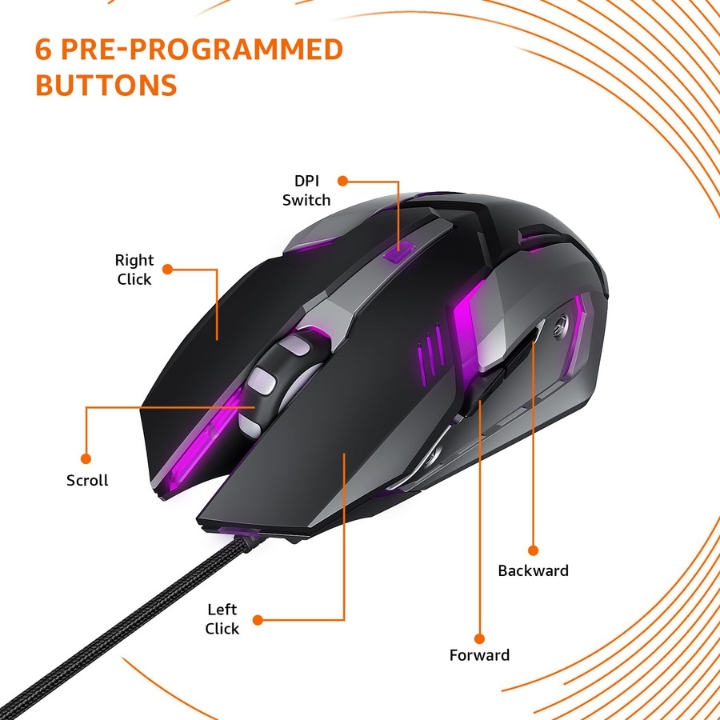 6 PRE-PROGRAMMED
BUTTONS
DPI
Switch
Right
Click
Scroll
Backward
Left
Click
Forward